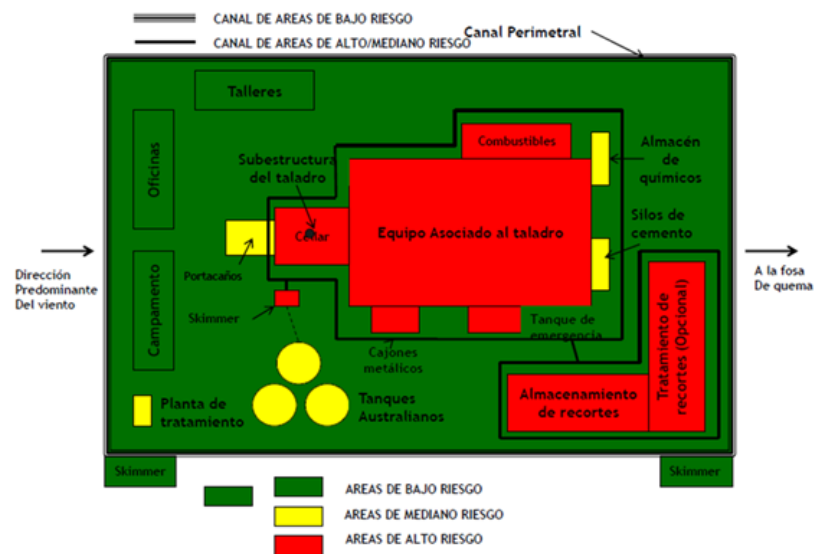 CANAL DE AREAS DE BAJO RIESGO
CANAL DE AREAS DE ALTO/MEDIANO RIESGO
Canal Perimetral
Talleres
Oficinas
Combustibles
Almacén
de
químicos
Subestructura
del taladro
Cellar
Equipo Asociado al taladro
Silos de
cemento
Portacaños
Dirección
Predominante
Del viento
A la fosa
De quema
Campamento
Skimmer
Cajones
metálicos
Tanque de
emergencia
Tratamiento de
recortes (Opcional)
Almacenamiento
de recortes
Planta de
tratamiento
Tanques
Australianos
Skimmer
Skimmer
AREAS DE BAJO RIESGO
AREAS DE MEDIANO RIESGO
AREAS DE ALTO RIESGO